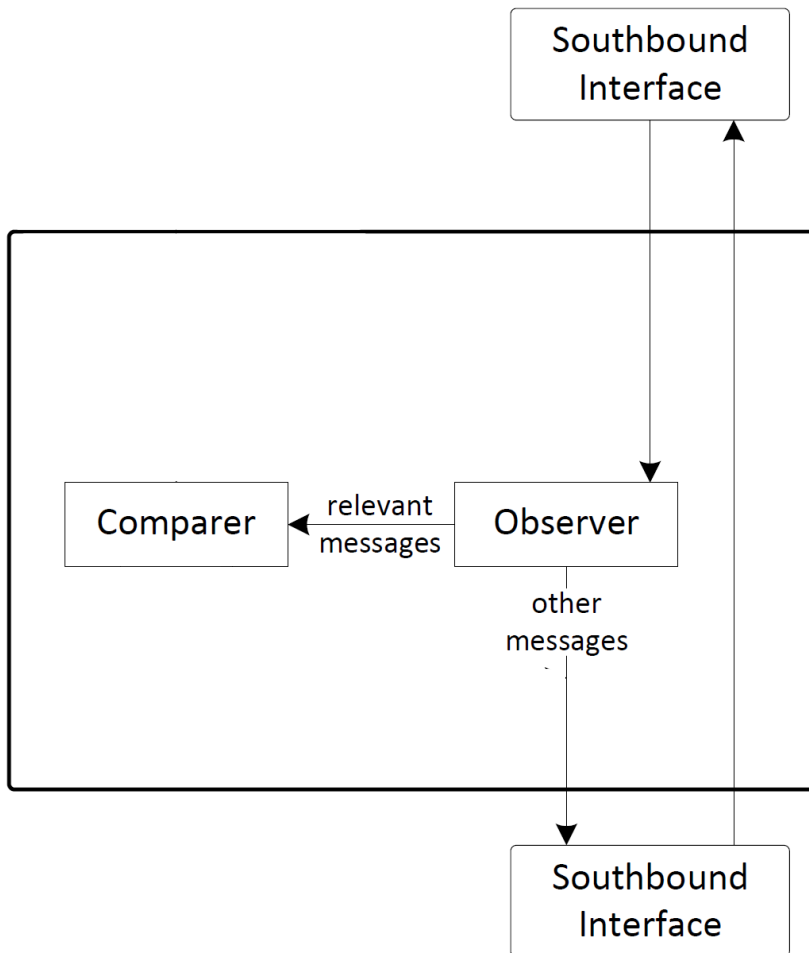 Southbound
Interface
Comparer
relevant
messages
Observer
other
messages
Southbound
Interface